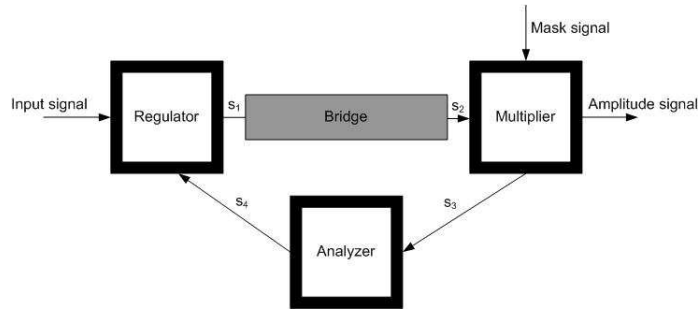 Mask signal
Input signal
Regulator
s1
Bridge
s2
Multiplier
Amplitude signal
s4
s3
Analyzer